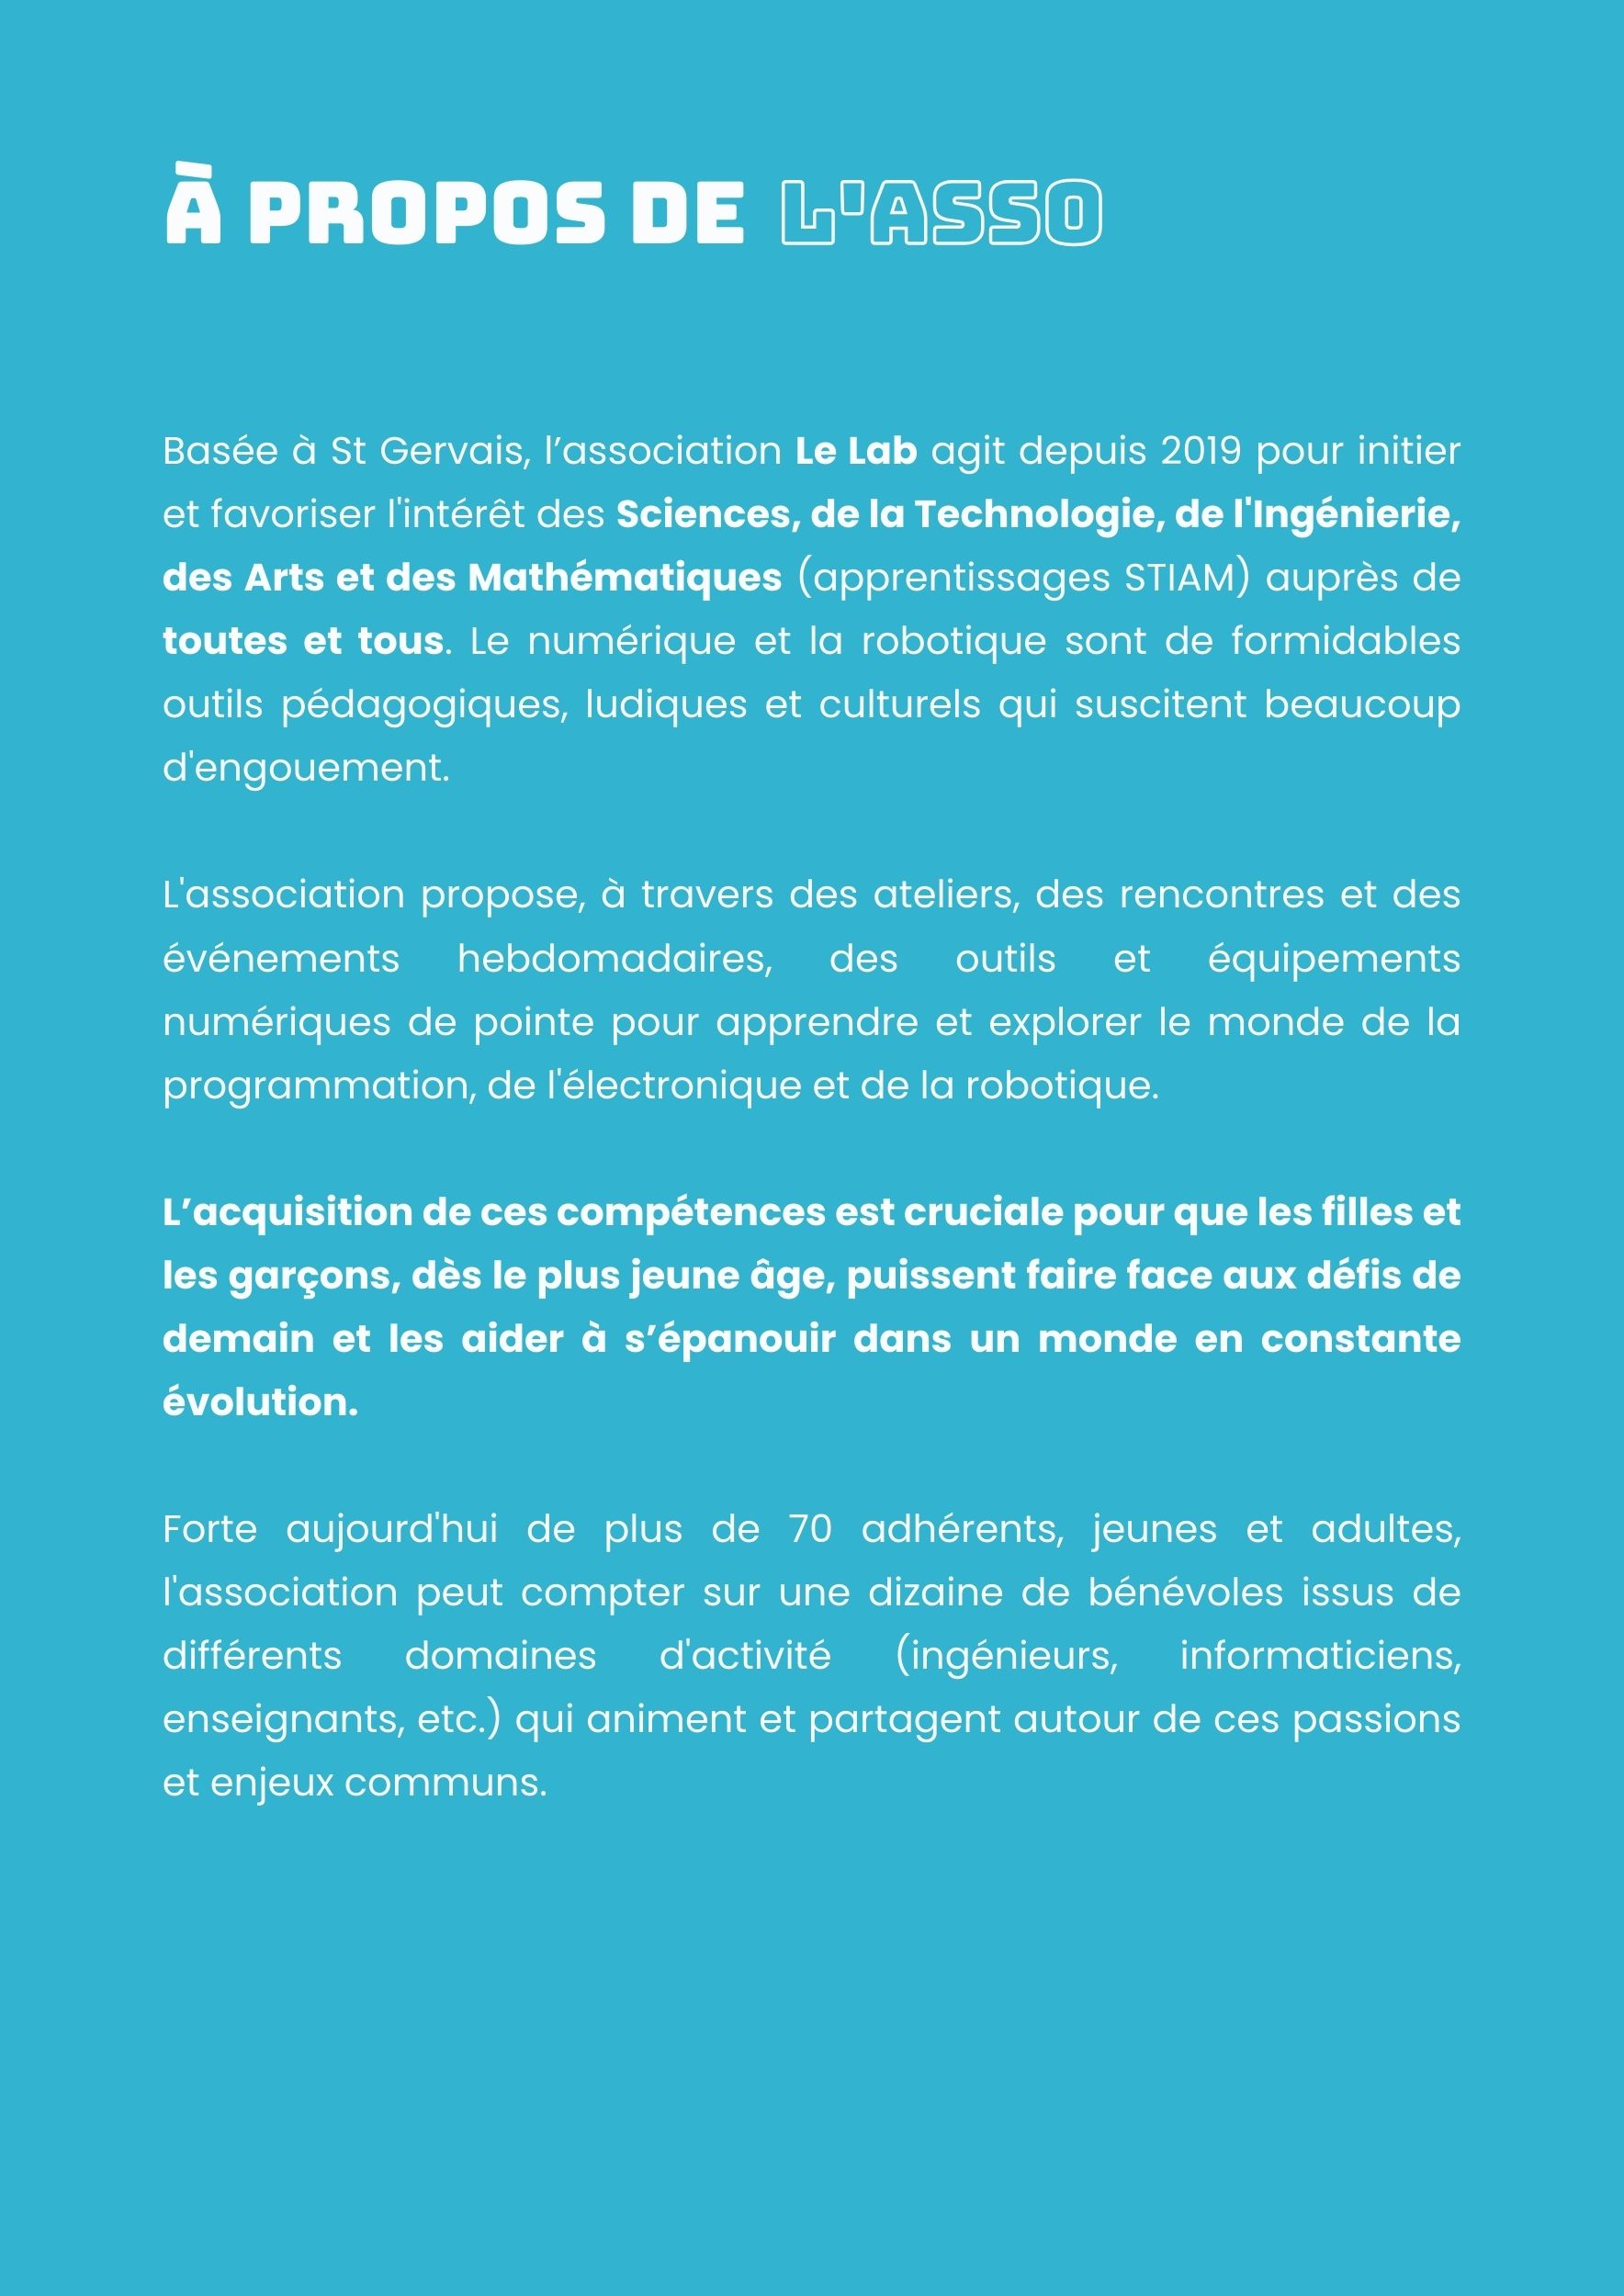 À PROPOS DE L'ASSO
Basée à St Gervais, l’association Le Lab agit depuis 2019 pour initier
et favoriser l'intérêt des Sciences, de la Technologie, de l'Ingénierie,
des Arts et des Mathématiques (apprentissages STIAM) auprès de
toutes et tous. Le numérique et la robotique sont de formidables
outils pédagogiques, ludiques et culturels qui suscitent beaucoup
d'engouement.
L'association propose, à travers des ateliers, des rencontres et des
événements hebdomadaires, des outils et équipements
numériques de pointe pour apprendre et explorer le monde de la
programmation, de l'électronique et de la robotique.
L’acquisition de ces compétences est cruciale pour que les filles et
les garçons, dès le plus jeune âge, puissent faire face aux défis de
demain et les aider à s’épanouir dans un monde en constante
évolution.
Forte aujourd'hui de plus de 70 adhérents, jeunes et adultes,
l'association peut compter sur une dizaine de bénévoles issus de
différents domaines d'activité (ingénieurs, informaticiens,
enseignants, etc.) qui animent et partagent autour de ces passions
et enjeux communs.